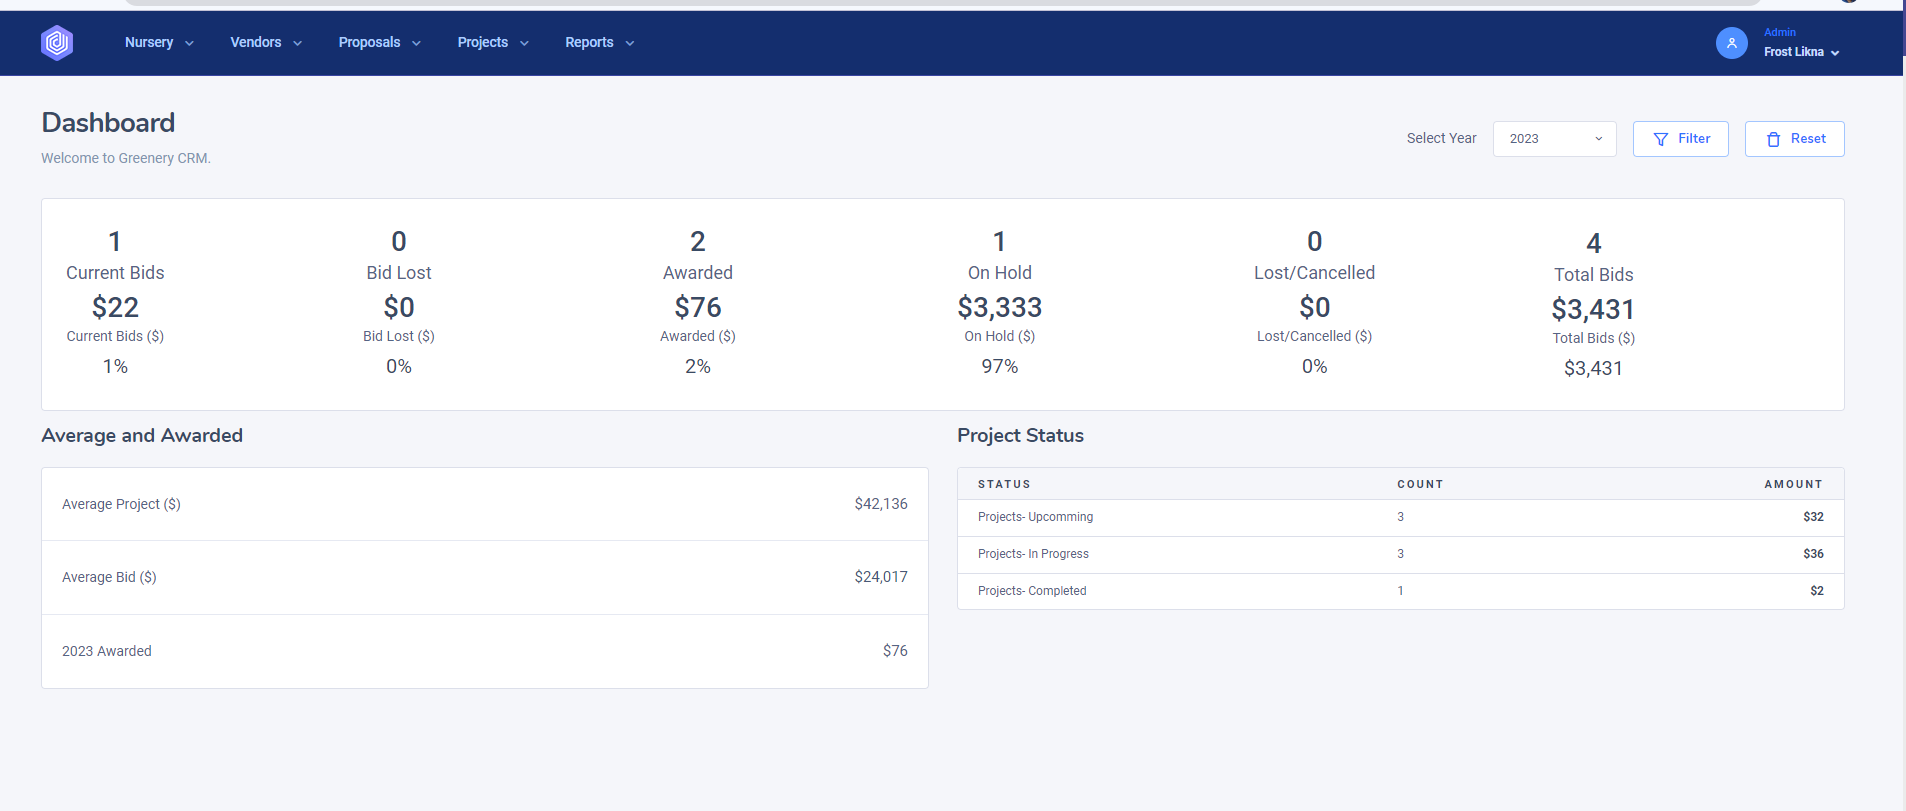 Nursery Vendors Proposals Projects Reports
Admin
Frost Likna
Dashboard
Welcome to Greenery CRM.
Select Year 2023 Filter Reset
1 0 2 1 0 4
Current Bids Bid Lost Awarded On Hold Lost/Cancelled Total Bids
$22 $0 $76 $3,333 $0 $3,431
Current Bids ($) Bid Lost ($) Awarded ($) On Hold ($) Lost/Cancelled ($) Total Bids ($)
1% 0% 2% 97% 0% $3,431
Average and Awarded
Average Project ($) $42,136
Average Bid ($) $24,017
2023 Awarded $76
Project Status
STATUS COUNT AMOUNT
Projects- Upcomming 3 $32
Projects- In Progress 3 $36
Projects- Completed 1 $2